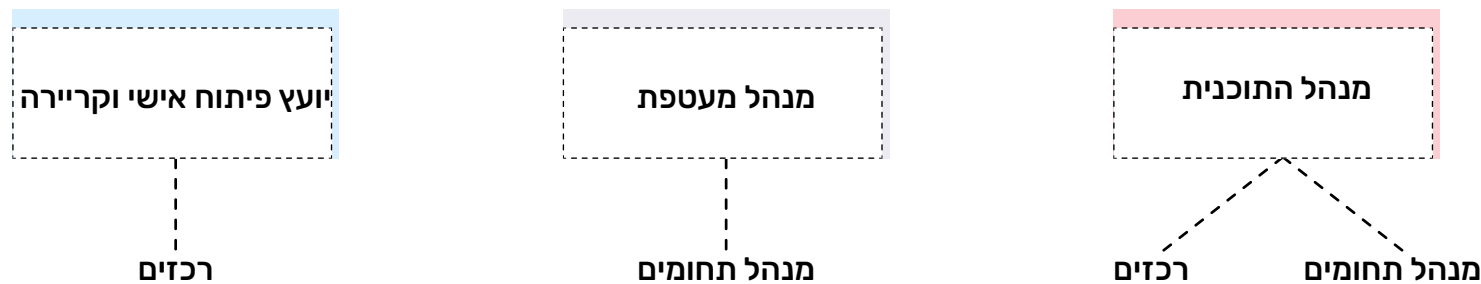 מנהל התוכנית
מנהל מעטפת
יועץ פיתוח אישי וקריירה
מנהל תחומים
רכזים
מנהל תחומים
רכזים